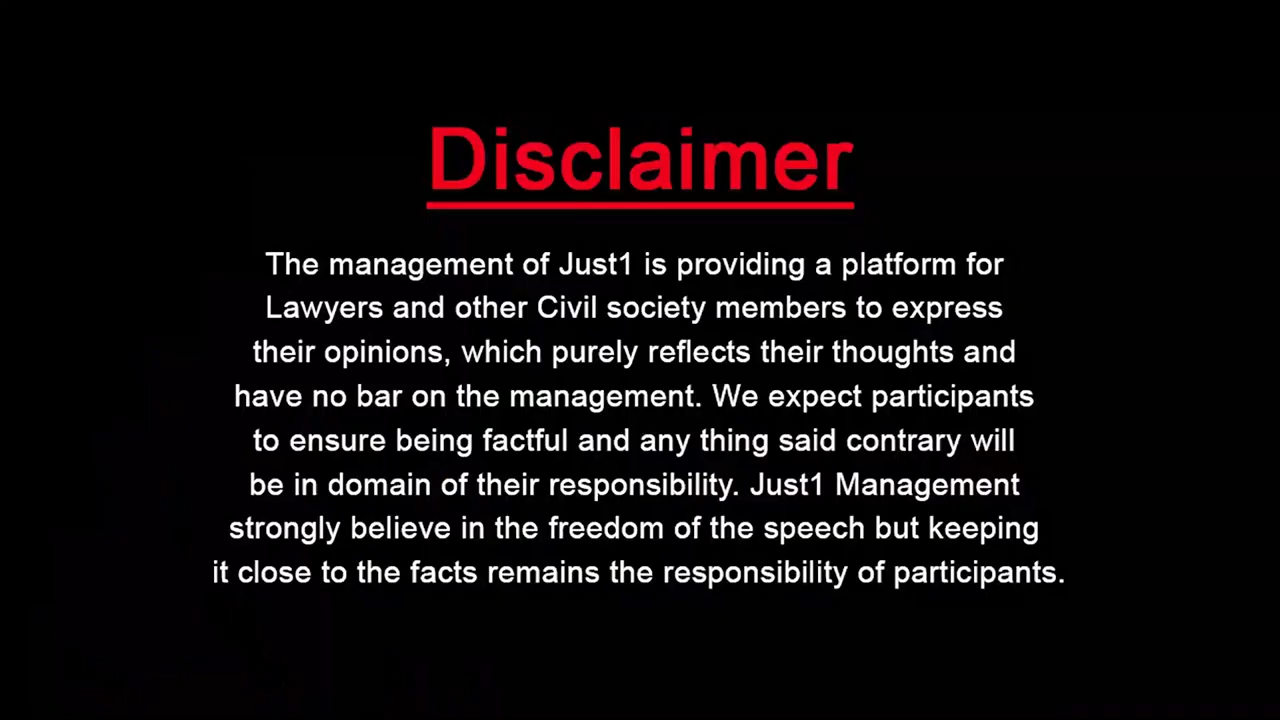 Disclaimer
The management of Just1 is providing a platform for
Lawyers and other Civil society members to express
their opinions, which purely reflects their thoughts and
have no bar on the management. We expect participants
to ensure being factful and any thing said contrary will
be in domain of their responsibility. Just1 Management
strongly believe in the freedom of the speech but keeping
it close to the facts remains the responsibility of participants.